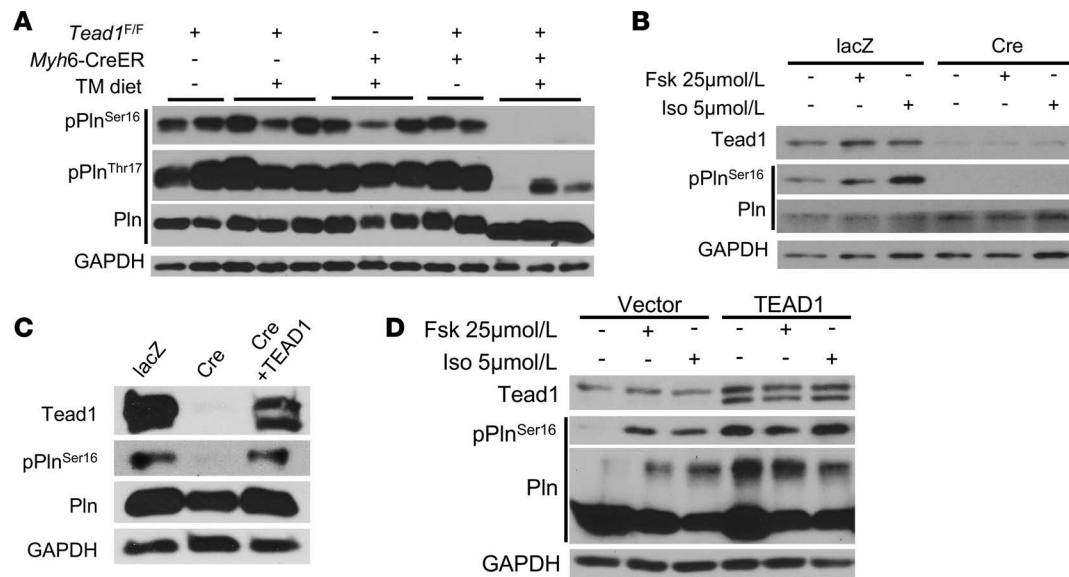 A
Tead1F/F + + - + +
Myh6-CreER - - + + +
TM diet - + + - +
pPlnSer16
pPlnThr17
Pln
GAPDH
B
lacZ Cre
Fsk 25µmol/L - + - - + -
Iso 5µmol/L - - + - - +
Tead1
pPlnSer16
Pln
GAPDH
C
lacZ Cre Cre +TEAD1
Tead1
pPlnSer16
Pln
GAPDH
D
Vector TEAD1
Fsk 25µmol/L - + - - + -
Iso 5µmol/L - - + - - +
Tead1
pPlnSer16
Pln
GAPDH